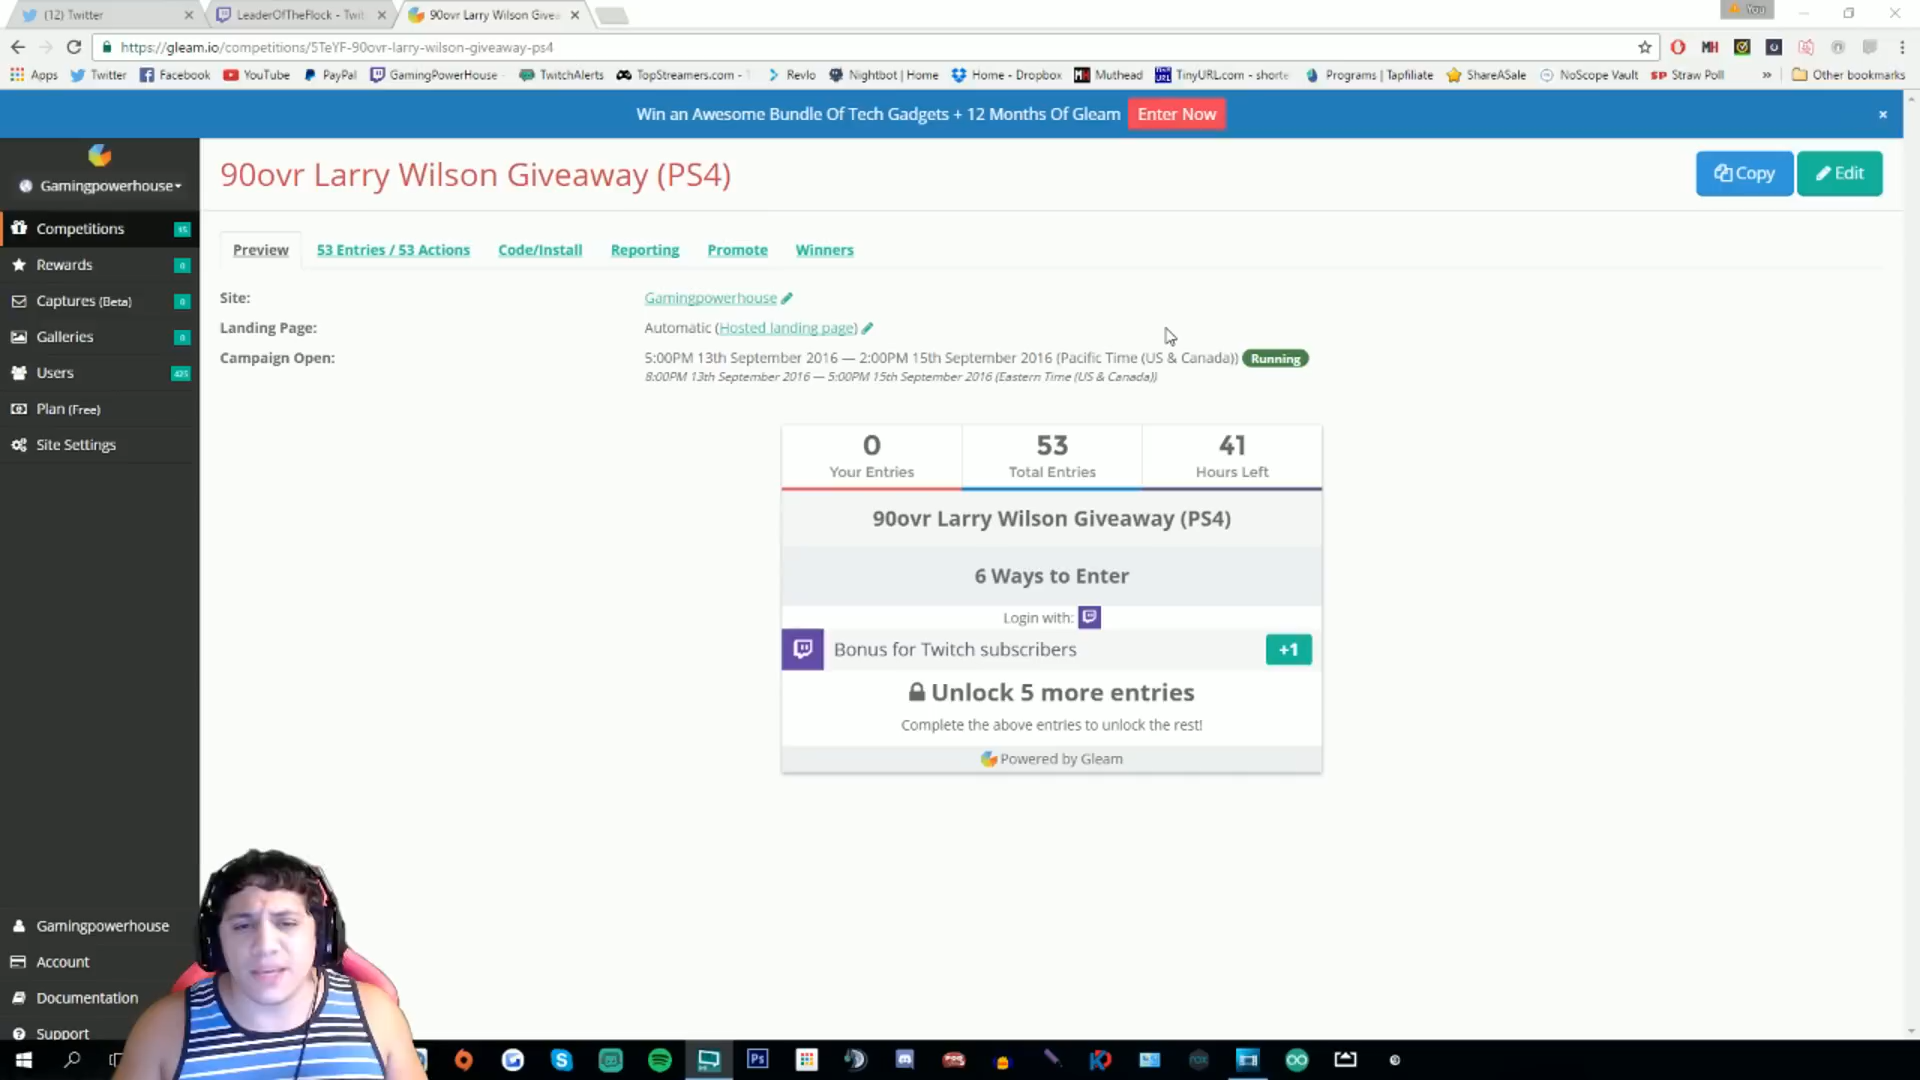 (12) Twitter
LeaderOfTheFlock - Twit
90ovr Larry Wilson Givea
You
https://gleam.io/competitions/5TeYF-90ovr-larry-wilson-giveaway-ps4
Apps Twitter Facebook YouTube PayPal GamingPowerHouse - TwitchAlerts TopStreamers.com - Revlo Nightbot | Home Home - Dropbox Muthead TinyURL.com - shorte Programs | Tapfiliate ShareASale NoScope Vault Straw Poll » Other bookmarks
Win an Awesome Bundle Of Tech Gadgets + 12 Months Of Gleam Enter Now ×
Gamingpowerhouse
90ovr Larry Wilson Giveaway (PS4)
Copy Edit
Competitions 15
Rewards 0
Captures (Beta) 0
Galleries 0
Users 425
Plan (Free)
Site Settings
Preview 53 Entries / 53 Actions Code/Install Reporting Promote Winners
Site: Gamingpowerhouse
Landing Page: Automatic (Hosted landing page)
Campaign Open: 5:00PM 13th September 2016 — 2:00PM 15th September 2016 (Pacific Time (US & Canada)) Running
8:00PM 13th September 2016 — 5:00PM 15th September 2016 (Eastern Time (US & Canada))
0 53 41
Your Entries Total Entries Hours Left
90ovr Larry Wilson Giveaway (PS4)
6 Ways to Enter
Login with:
Bonus for Twitch subscribers +1
Unlock 5 more entries
Complete the above entries to unlock the rest!
Powered by Gleam
Gamingpowerhouse
Account
Documentation
Support
Ps